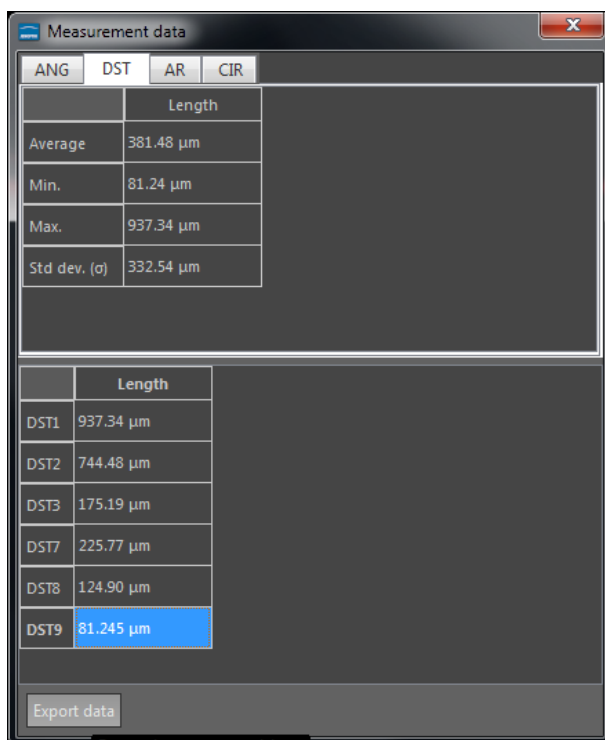 Measurement data
ANG DST AR CIR
Length
Average 381.48 µm
Min. 81.24 µm
Max. 937.34 µm
Std dev. (σ) 332.54 µm
Length
DST1 937.34 µm
DST2 744.48 µm
DST3 175.19 µm
DST7 225.77 µm
DST8 124.90 µm
DST9 81.245 µm
Export data